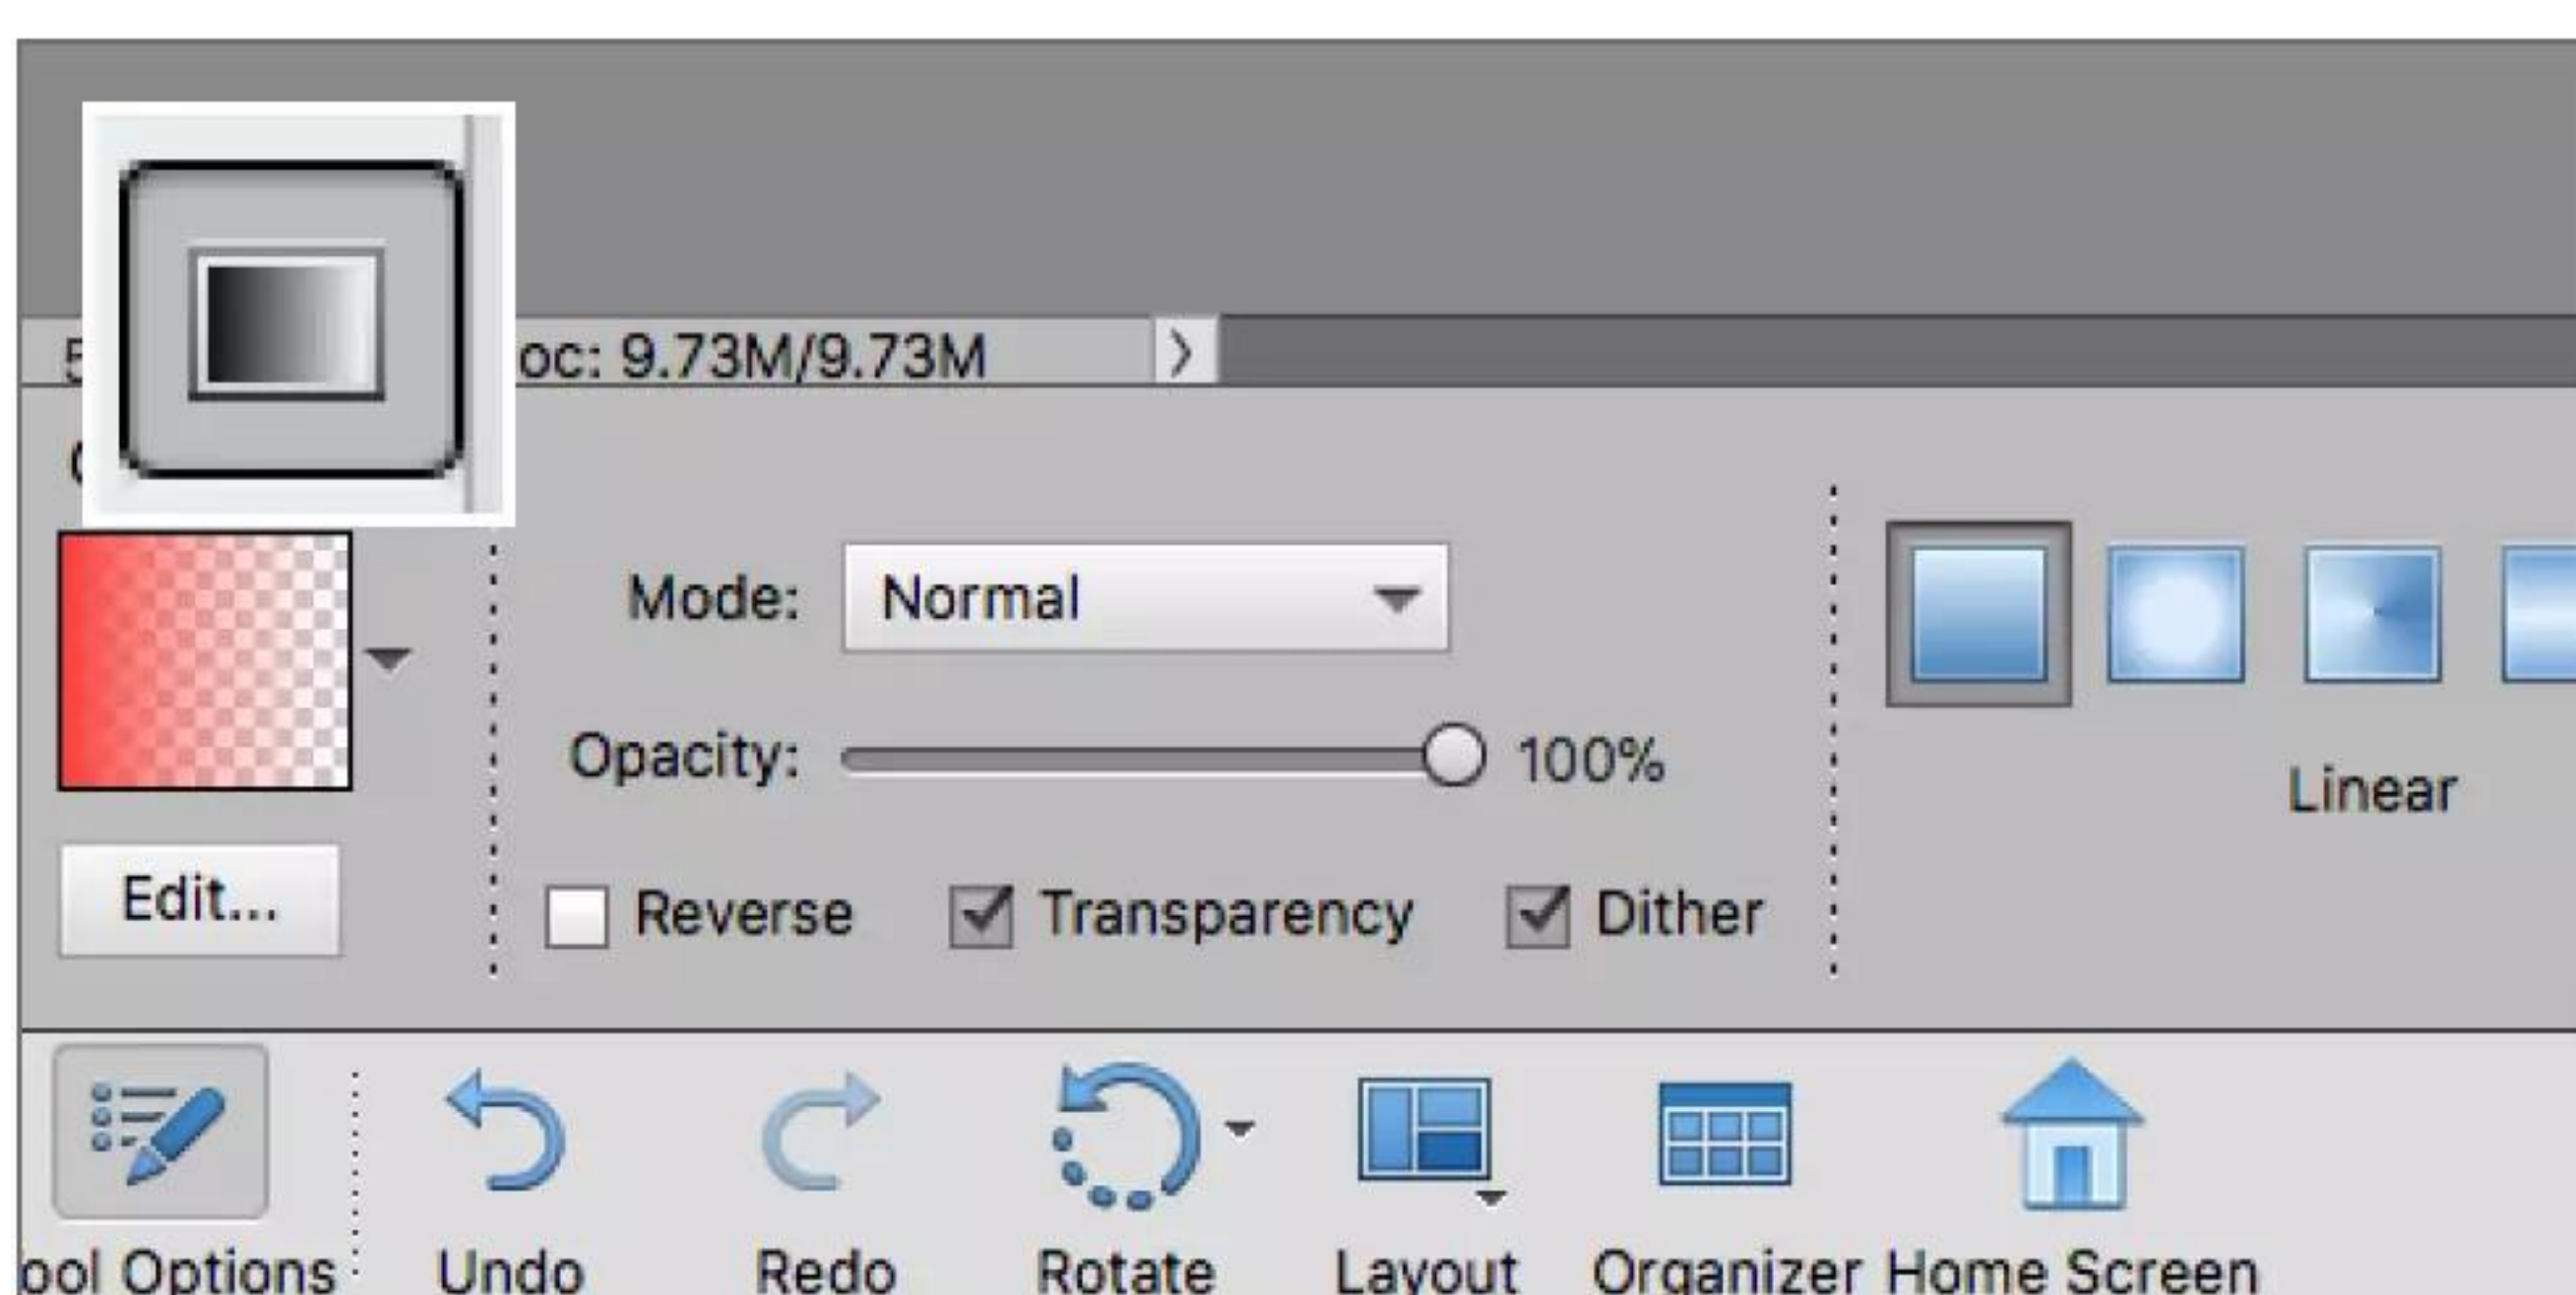 oc: 9.73M/9.73M >
Mode: Normal
Opacity: 100%
Linear
Edit...
Reverse Transparency Dither
ool Options Undo Redo Rotate Layout Organizer Home Screen